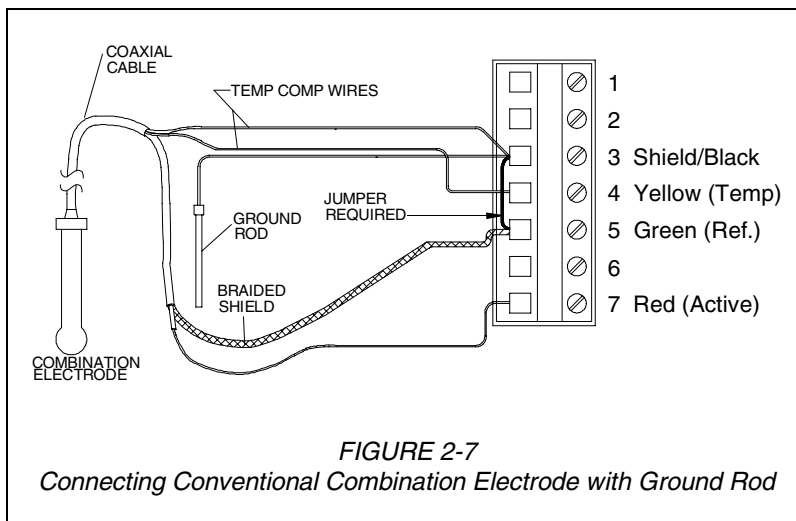 COAXIAL
CABLE
TEMP COMP WIRES
1
2
3 Shield/Black
4 Yellow (Temp)
JUMPER
REQUIRED
5 Green (Ref.)
GROUND
ROD
6
BRAIDED
SHIELD
7 Red (Active)
COMBINATION
ELECTRODE
FIGURE 2-7
Connecting Conventional Combination Electrode with Ground Rod